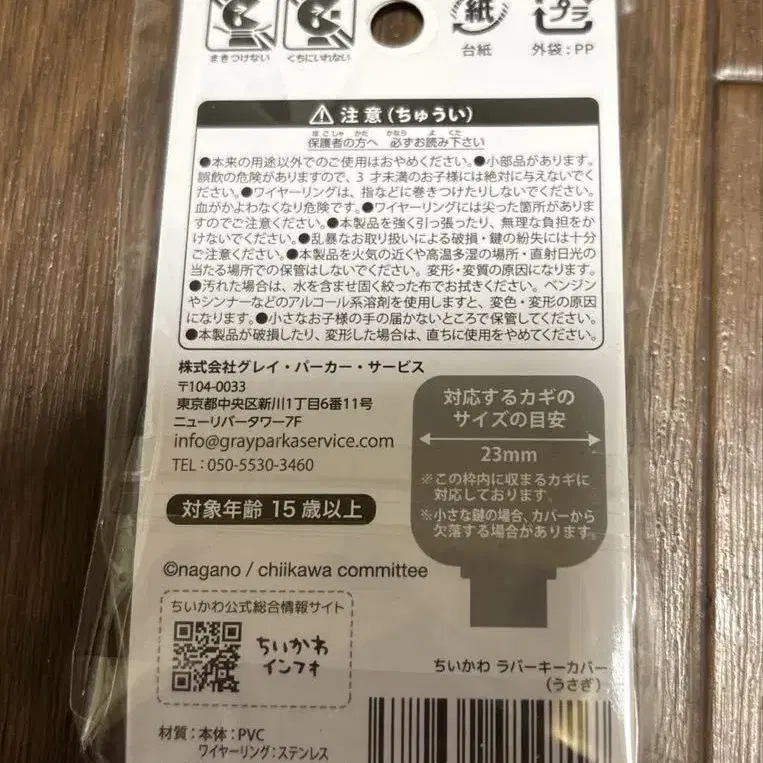 まきつけない
くちにいれない
紙
台紙
プラ
外袋：PP
注意（ちゅうい）
保護者の方へ 必ずお読み下さい
●本来の用途以外でのご使用はおやめください。●小部品があります。
誤飲の危険がありますので、3 才未満のお子様には絶対に与えないでく
ださい。●ワイヤーリングは、指などに巻きつけたりしないでください。
血がかよわなくなり危険です。●ワイヤーリングには尖った箇所がありま
すのでご注意ください。●本製品を強く引っ張ったり、無理な負担をか
けないでください。●乱暴なお取り扱いによる破損・鍵の紛失には十分
ご注意ください。●本製品を火気の近くや高温多湿の場所・直射日光の
当たる場所での保管はしないでください。変形・変質の原因になります。
●汚れた場合は、水を含ませ固く絞った布でお拭きください。ベンジン
やシンナーなどのアルコール系溶剤を使用しますと、変色・変形の原因
になります。●小さなお子様の手の届かないところで保管してください。
●本製品が破損したり、変形した場合は、直ちに使用をやめてください。
株式会社グレイ・パーカー・サービス
〒104-0033
東京都中央区新川1丁目6番11号
ニューリバータワー7F
info@grayparkaservice.com
TEL：050-5530-3460
対象年齢 15 歳以上
対応するカギの
サイズの目安
23mm
※この枠内に収まるカギに
対応しております。
※小さな鍵の場合、カバーから
欠落する場合があります。
©nagano / chiikawa committee
ちいかわ公式総合情報サイト
ちいかわ
インフォ
ちいかわ ラバーキーカバー
（うさぎ）
材質：本体：PVC
ワイヤーリング：ステンレス